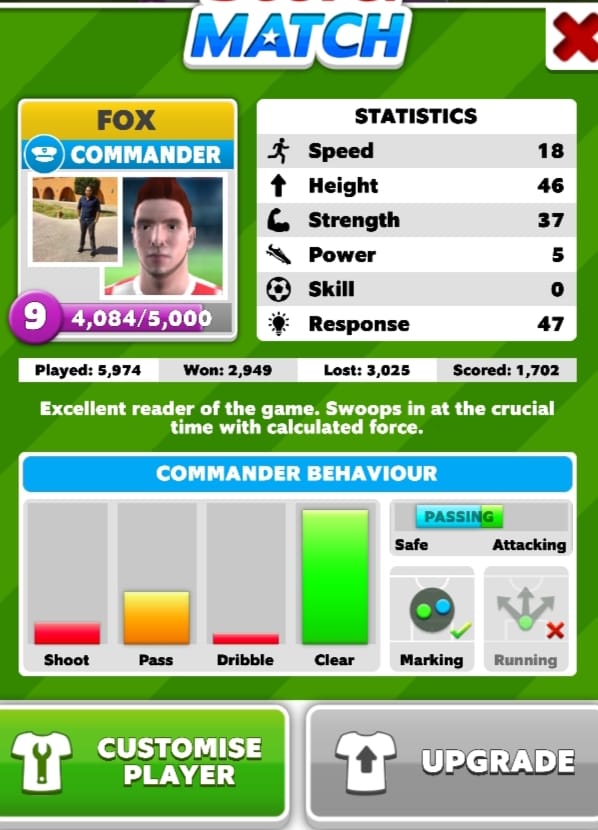 MATCH
FOX
COMMANDER
9 4,084/5,000
STATISTICS
Speed 18
Height 46
Strength 37
Power 5
Skill 0
Response 47
Played: 5,974 Won: 2,949 Lost: 3,025 Scored: 1,702
Excellent reader of the game. Swoops in at the crucial
time with calculated force.
COMMANDER BEHAVIOUR
PASSING
Safe Attacking
Shoot Pass Dribble Clear
Marking Running
CUSTOMISE
PLAYER
UPGRADE